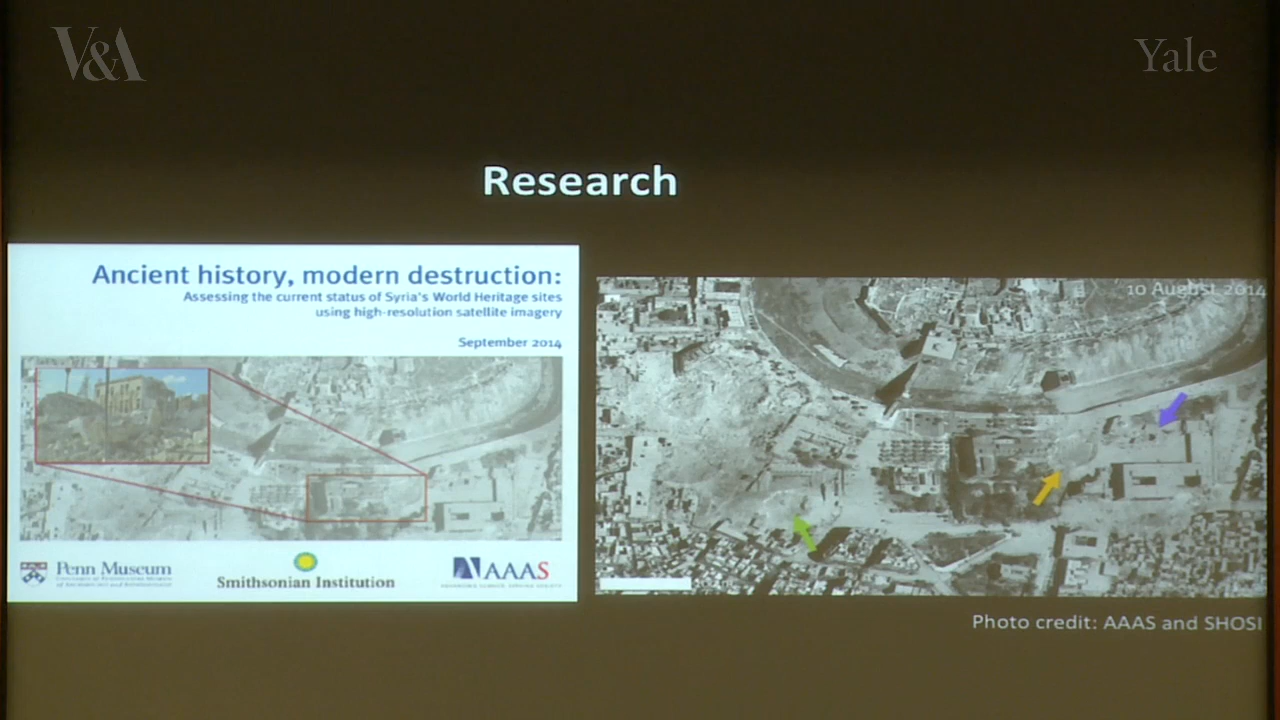 V&A
Yale
Research
Ancient history, modern destruction:
Assessing the current status of Syria's World Heritage sites
using high-resolution satellite imagery
September 2014
10 August 2014
Penn Museum
Smithsonian Institution
AAAS
Photo credit: AAAS and SHOSI